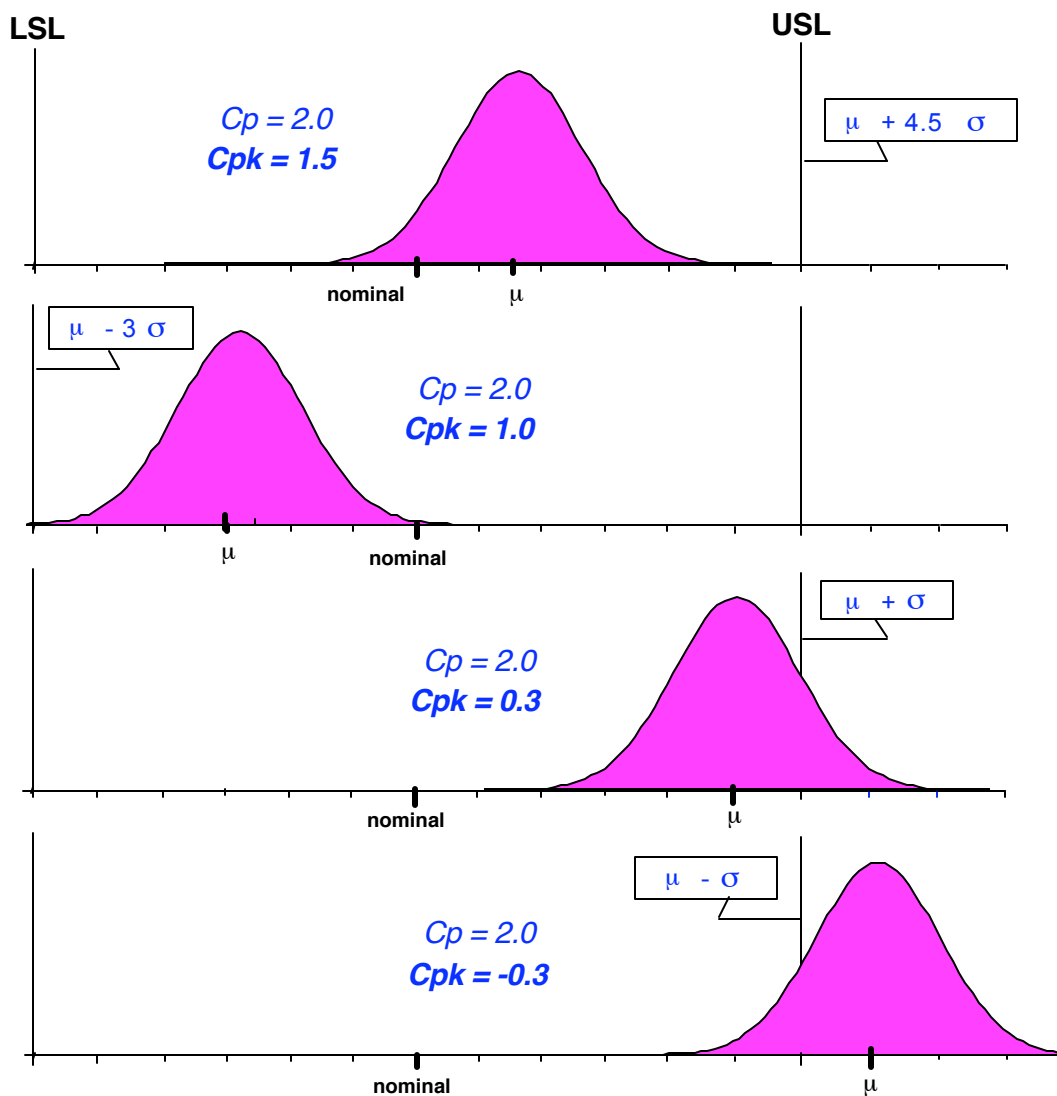 LSL
USL
Cp = 2.0
Cpk = 1.5
μ + 4.5 σ
nominal
μ
μ - 3 σ
Cp = 2.0
Cpk = 1.0
μ
nominal
μ + σ
Cp = 2.0
Cpk = 0.3
nominal
μ
μ - σ
Cp = 2.0
Cpk = -0.3
nominal
μ